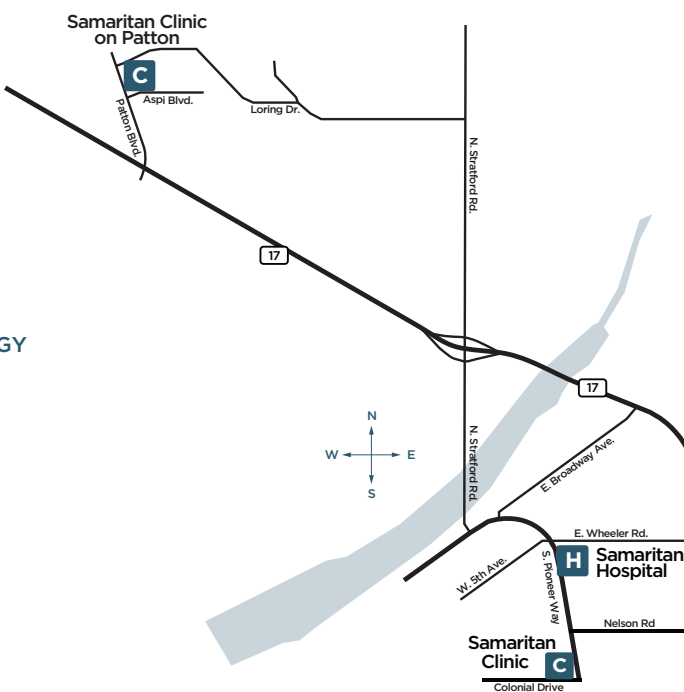 Samaritan Clinic
on Patton
C
Aspi Blvd.
Patton Blvd.
Loring Dr.
N. Stratford Rd.
17
GY
17
N
W E
S
N. Stratford Rd.
E. Broadway Ave.
E. Wheeler Rd.
W. 5th Ave.
S. Pioneer Way
H
Samaritan
Hospital
Nelson Rd
Samaritan
Clinic
C
Colonial Drive